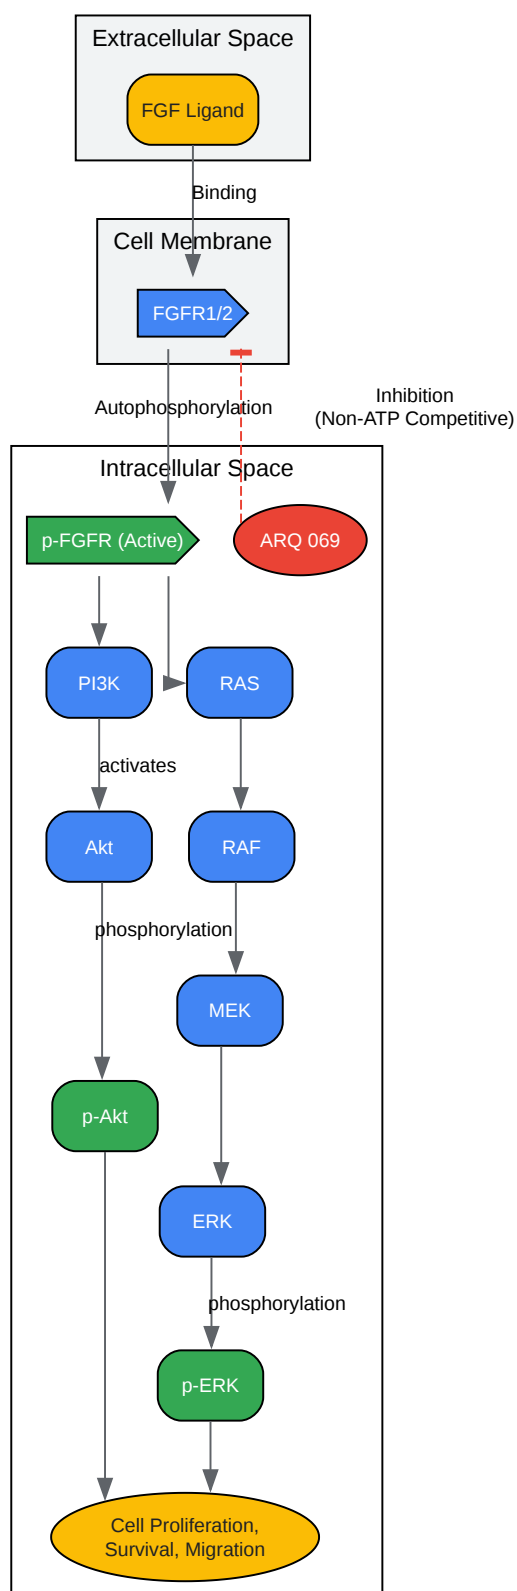 Extracellular Space
FGF Ligand
Binding
Cell Membrane
FGFR1/2
Inhibition
(Non-ATP Competitive)
Autophosphorylation
Intracellular Space
p-FGFR (Active)
ARQ 069
PI3K
RAS
activates
Akt
RAF
phosphorylation
MEK
p-Akt
ERK
phosphorylation
p-ERK
Cell Proliferation,
Survival, Migration